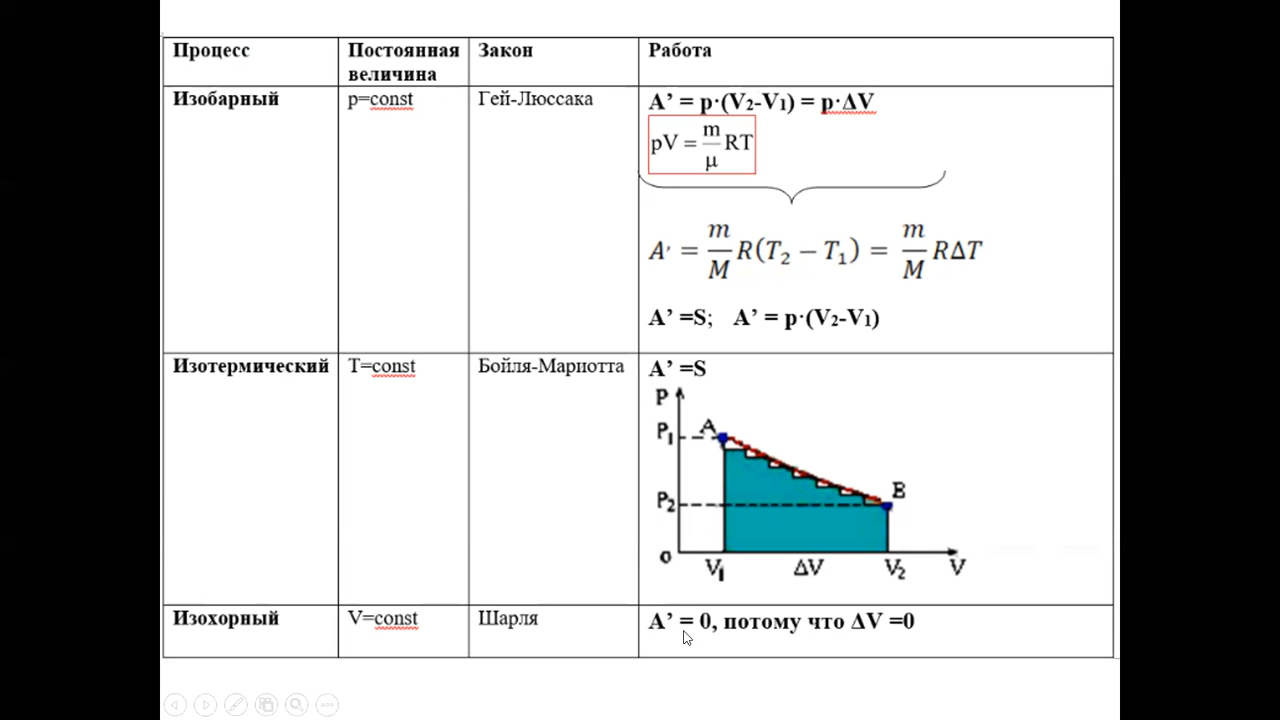 Процесс
Постоянная
величина
Закон
Работа
Изобарный
p=const
Гей-Люссака
A’ = p·(V₂-V₁) = p·ΔV
pV = m/μ RT
A’ = m/M R(T₂ − T₁) = m/M RΔT
A’ =S; A’ = p·(V₂-V₁)
Изотермический
T=const
Бойля-Мариотта
A’ =S
P
P₁
A
P₂
B
0
V₁
ΔV
V₂
V
Изохорный
V=const
Шарля
A’ = 0, потому что ΔV =0